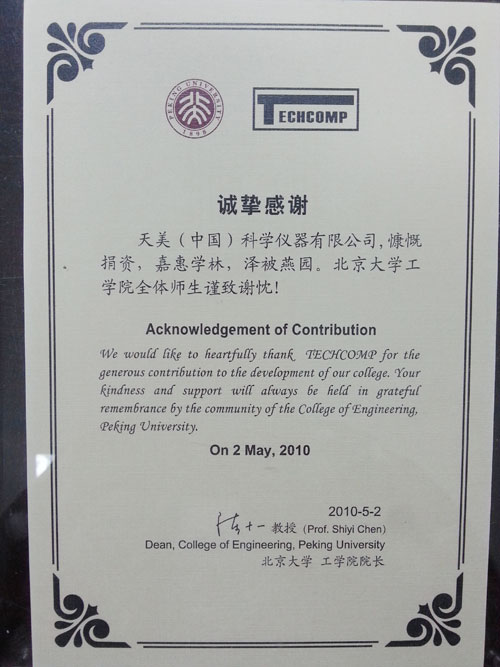 PEKING UNIVERSITY
1898
TECHCOMP
诚挚感谢
天美（中国）科学仪器有限公司，慷慨
捐资，嘉惠学林，泽被燕园。北京大学工
学院全体师生谨致谢忱！
Acknowledgement of Contribution
We would like to heartfully thank TECHCOMP for the
generous contribution to the development of our college. Your
kindness and support will always be held in grateful
remembrance by the community of the College of Engineering,
Peking University.
On 2 May, 2010
2010-5-2
陈十一 教授 (Prof. Shiyi Chen)
Dean, College of Engineering, Peking University
北京大学 工学院院长